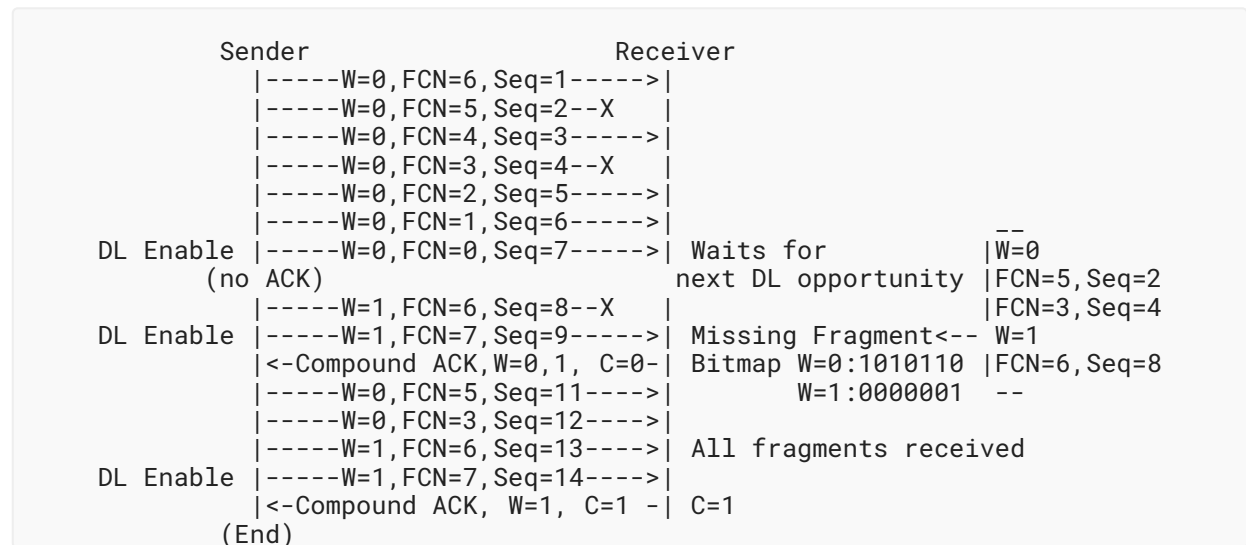 Sender                        Receiver
|-----W=0,FCN=6,Seq=1----->|
|-----W=0,FCN=5,Seq=2--X   |
|-----W=0,FCN=4,Seq=3----->|
|-----W=0,FCN=3,Seq=4--X   |
|-----W=0,FCN=2,Seq=5----->|
|-----W=0,FCN=1,Seq=6----->|                      __
DL Enable |-----W=0,FCN=0,Seq=7----->| Waits for           |W=0
(no ACK)                        next DL opportunity |FCN=5,Seq=2
|-----W=1,FCN=6,Seq=8--X   |                     |FCN=3,Seq=4
DL Enable |-----W=1,FCN=7,Seq=9----->| Missing Fragment<-- W=1
|<-Compound ACK,W=0,1, C=0-| Bitmap W=0:1010110 |FCN=6,Seq=8
|-----W=0,FCN=5,Seq=11---->|        W=1:0000001  --
|-----W=0,FCN=3,Seq=12---->|
|-----W=1,FCN=6,Seq=13---->| All fragments received
DL Enable |-----W=1,FCN=7,Seq=14---->|
|<-Compound ACK, W=1, C=1 -| C=1
(End)